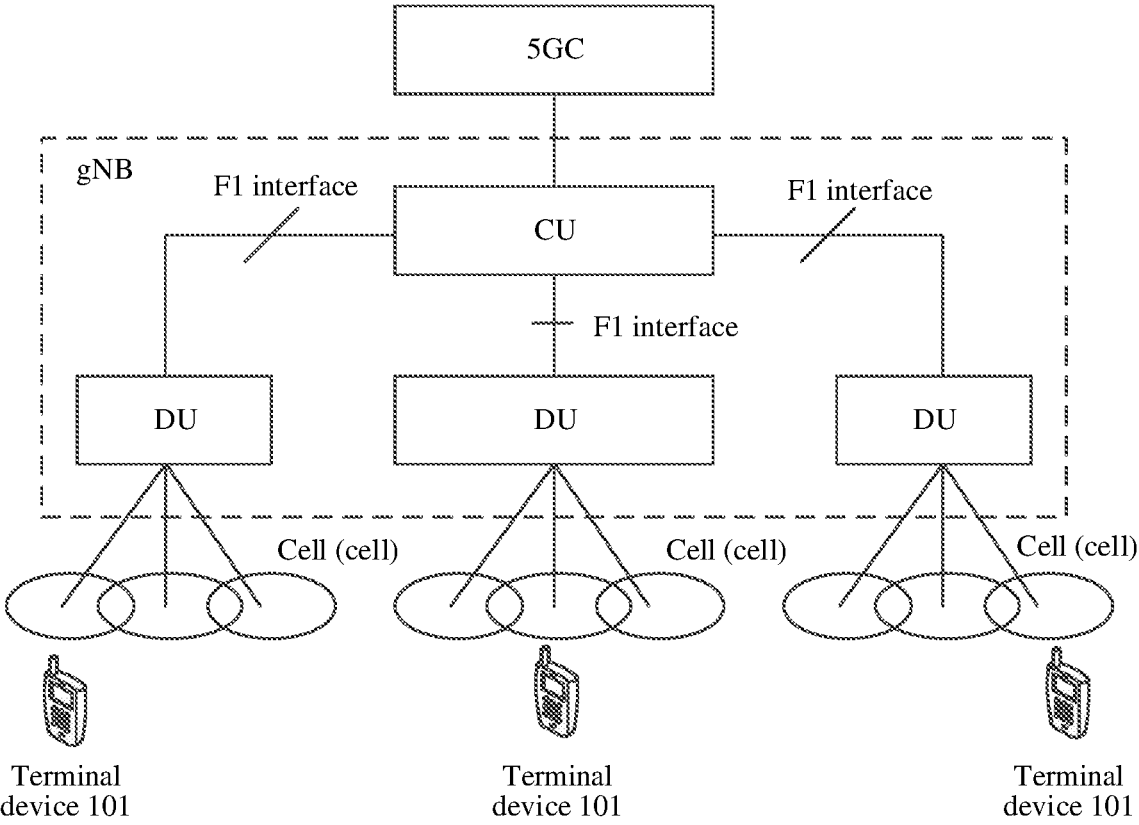 5GC
gNB
F1 interface
F1 interface
CU
F1 interface
DU
DU
DU
Cell (cell)
Cell (cell)
Cell (cell)
Terminal
device 101
Terminal
device 101
Terminal
device 101